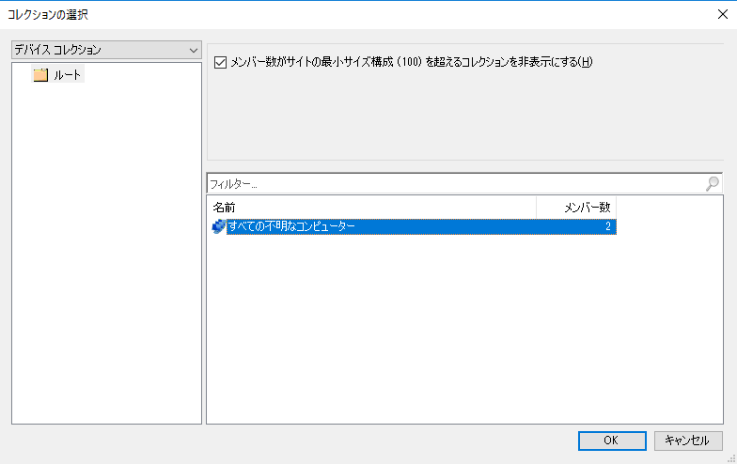 コレクションの選択
デバイス コレクション
ルート
メンバー数がサイトの最小サイズ構成 (100) を超えるコレクションを非表示にする(H)
フィルター...
名前 メンバー数
すべての不明なコンピューター 2
OK キャンセル